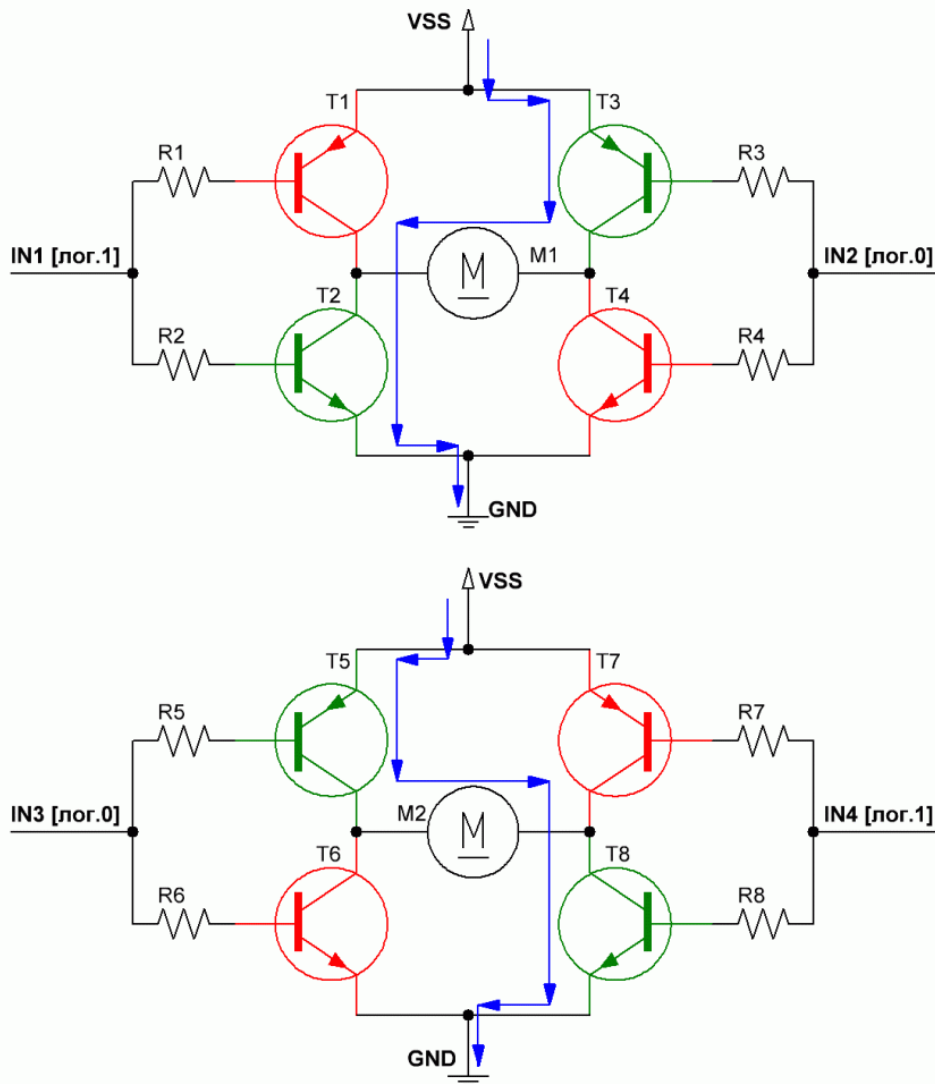 VSS
T1
T3
R1
R3
IN1 [лог.1]
M
M1
IN2 [лог.0]
T2
T4
R2
R4
GND
VSS
T5
T7
R5
R7
IN3 [лог.0]
M2
M
IN4 [лог.1]
T6
T8
R6
R8
GND